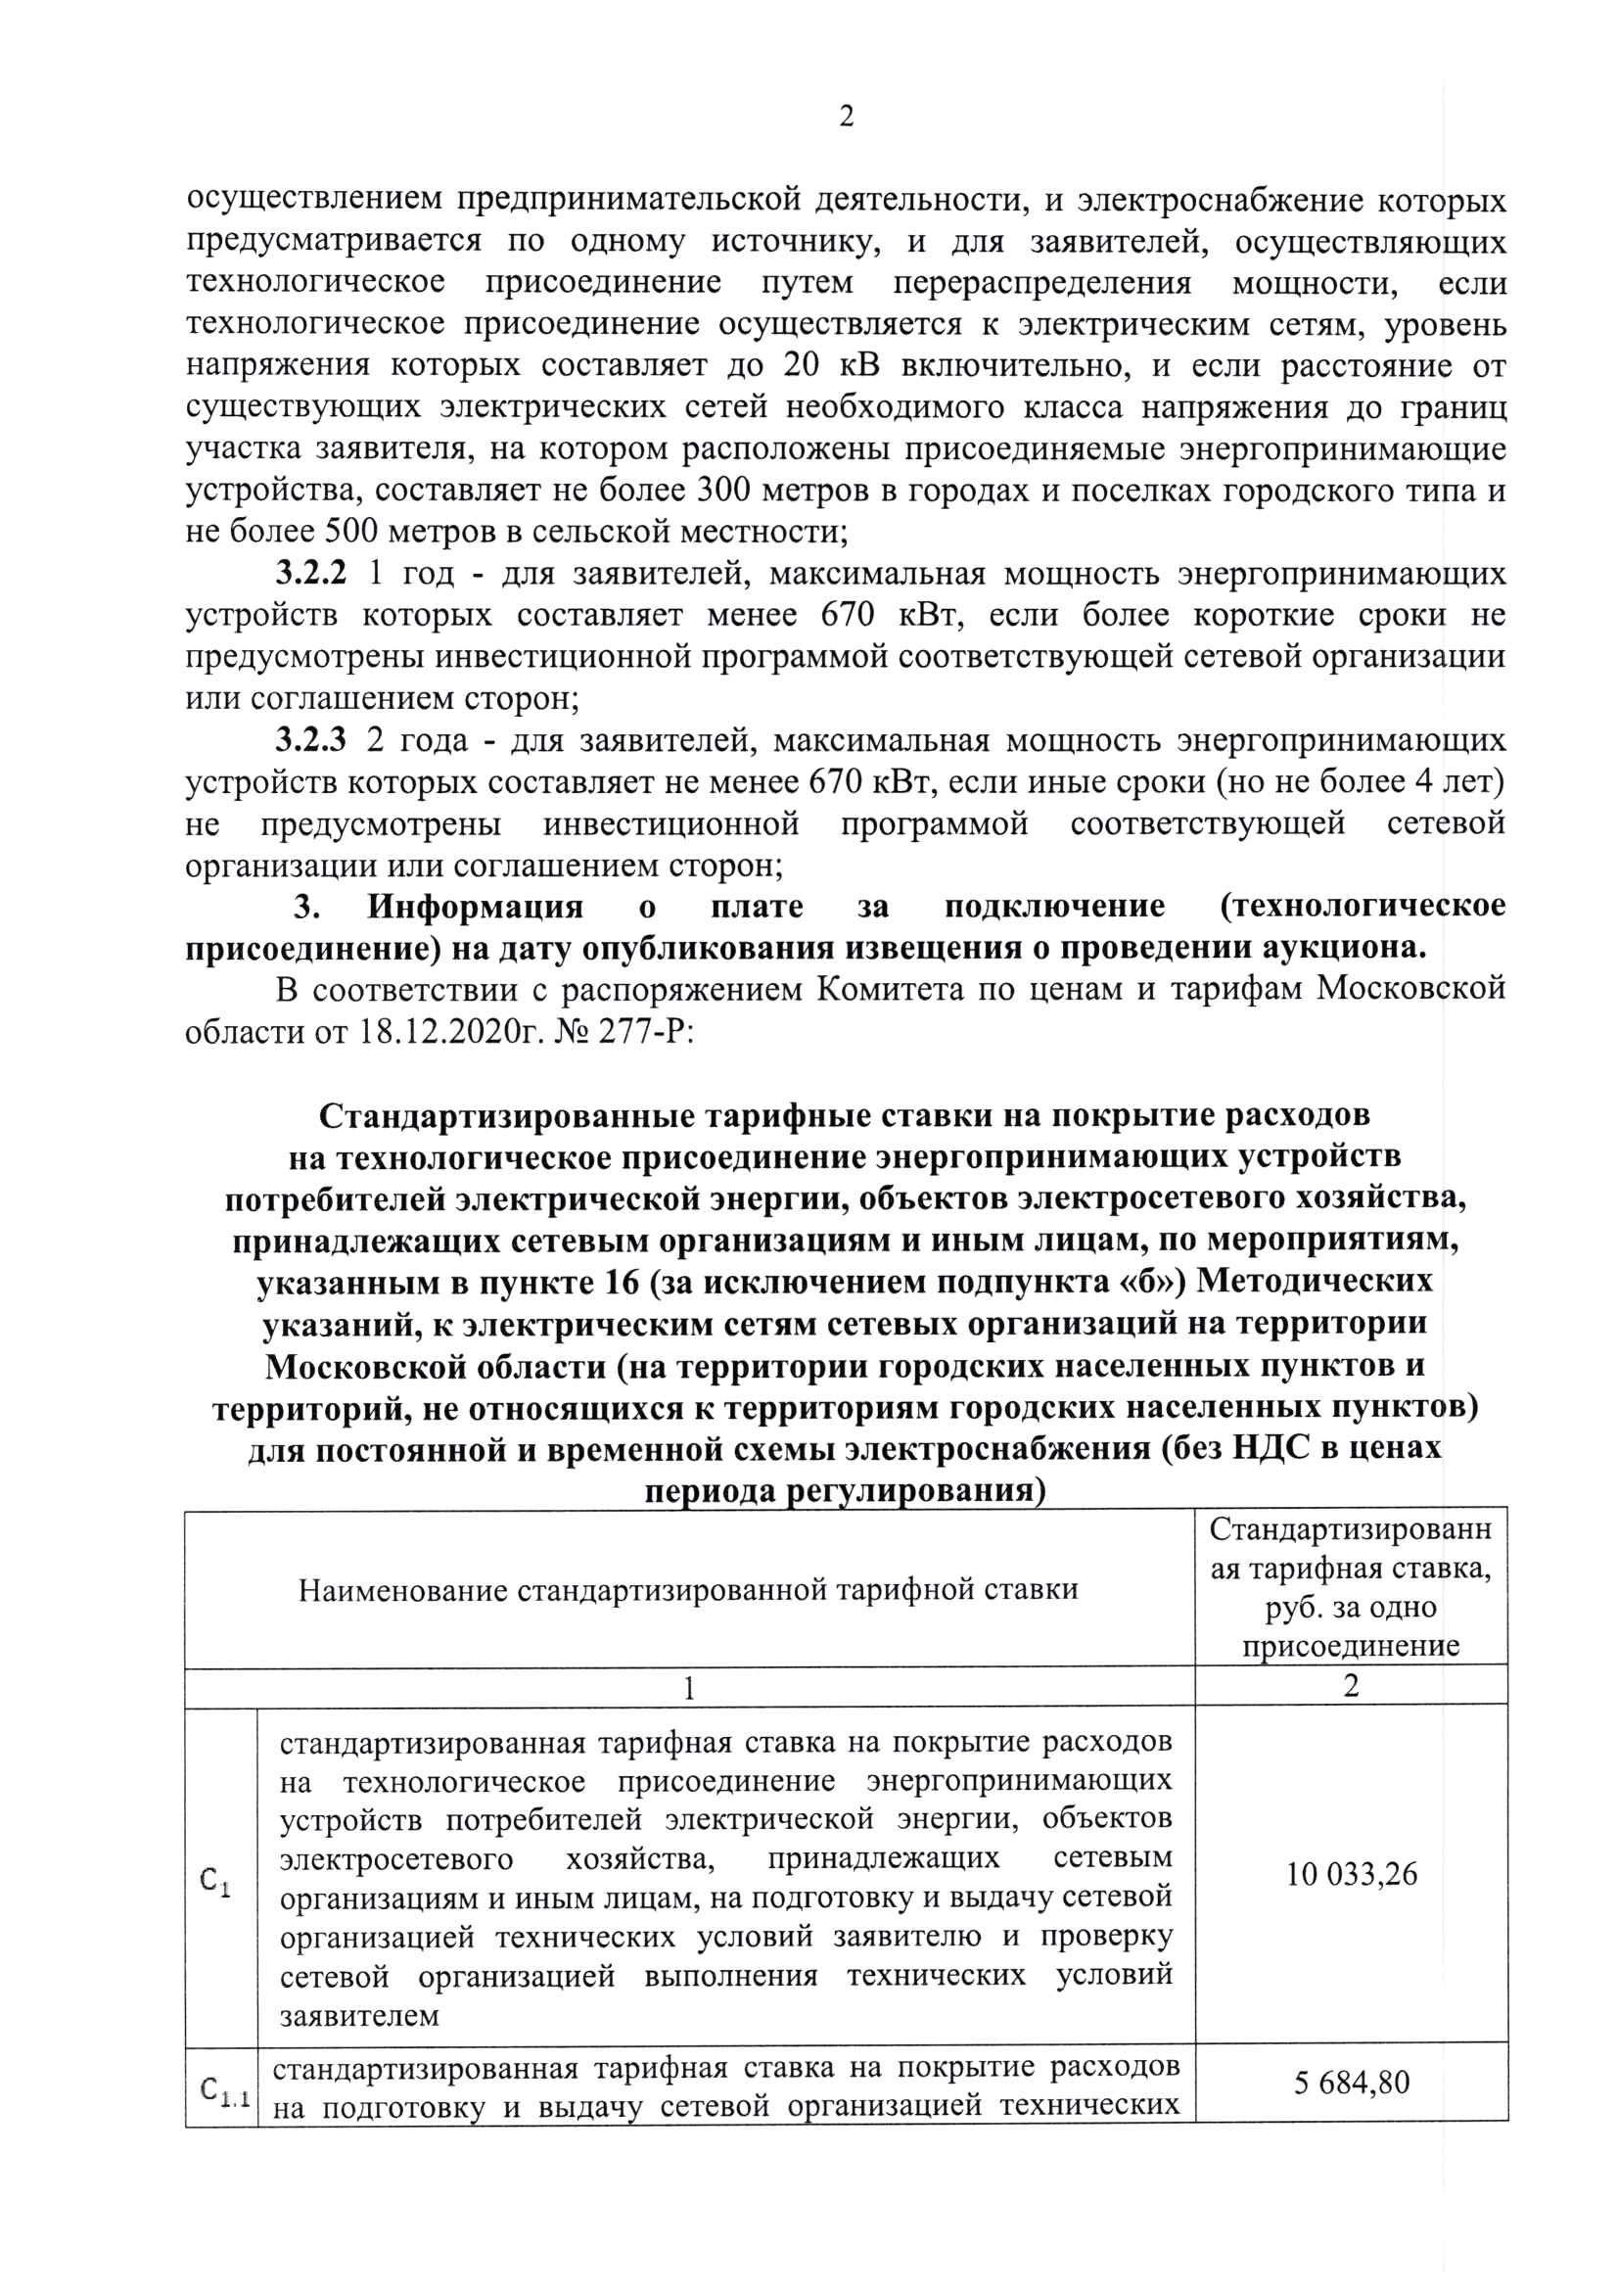 2
осуществлением предпринимательской деятельности, и электроснабжение которых
предусматривается по одному источнику, и для заявителей, осуществляющих
технологическое присоединение путем перераспределения мощности, если
технологическое присоединение осуществляется к электрическим сетям, уровень
напряжения которых составляет до 20 кВ включительно, и если расстояние от
существующих электрических сетей необходимого класса напряжения до границ
участка заявителя, на котором расположены присоединяемые энергопринимающие
устройства, составляет не более 300 метров в городах и поселках городского типа и
не более 500 метров в сельской местности;
3.2.2 1 год - для заявителей, максимальная мощность энергопринимающих
устройств которых составляет менее 670 кВт, если более короткие сроки не
предусмотрены инвестиционной программой соответствующей сетевой организации
или соглашением сторон;
3.2.3 2 года - для заявителей, максимальная мощность энергопринимающих
устройств которых составляет не менее 670 кВт, если иные сроки (но не более 4 лет)
не предусмотрены инвестиционной программой соответствующей сетевой
организации или соглашением сторон;
3. Информация о плате за подключение (технологическое
присоединение) на дату опубликования извещения о проведении аукциона.
В соответствии с распоряжением Комитета по ценам и тарифам Московской
области от 18.12.2020г. № 277-Р:
Стандартизированные тарифные ставки на покрытие расходов
на технологическое присоединение энергопринимающих устройств
потребителей электрической энергии, объектов электросетевого хозяйства,
принадлежащих сетевым организациям и иным лицам, по мероприятиям,
указанным в пункте 16 (за исключением подпункта «б») Методических
указаний, к электрическим сетям сетевых организаций на территории
Московской области (на территории городских населенных пунктов и
территорий, не относящихся к территориям городских населенных пунктов)
для постоянной и временной схемы электроснабжения (без НДС в ценах
периода регулирования)
Наименование стандартизированной тарифной ставки
Стандартизированн
ая тарифная ставка,
руб. за одно
присоединение
1
2
C1
стандартизированная тарифная ставка на покрытие расходов
на технологическое присоединение энергопринимающих
устройств потребителей электрической энергии, объектов
электросетевого хозяйства, принадлежащих сетевым
организациям и иным лицам, на подготовку и выдачу сетевой
организацией технических условий заявителю и проверку
сетевой организацией выполнения технических условий
заявителем
10 033,26
C1.1
стандартизированная тарифная ставка на покрытие расходов
на подготовку и выдачу сетевой организацией технических
5 684,80